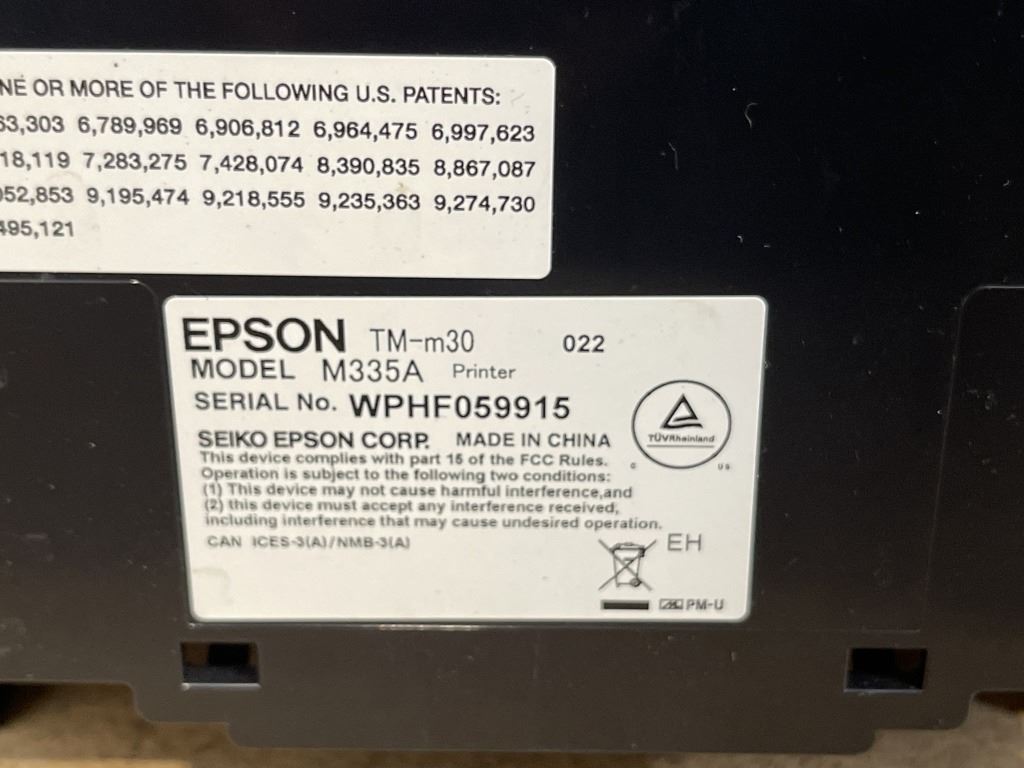 NE OR MORE OF THE FOLLOWING U.S. PATENTS:
63,303 6,789,969 6,906,812 6,964,475 6,997,623
18,119 7,283,275 7,428,074 8,390,835 8,867,087
052,853 9,195,474 9,218,555 9,235,363 9,274,730
495,121
EPSON TM-m30 022
MODEL M335A Printer
SERIAL No. WPHF059915
SEIKO EPSON CORP. MADE IN CHINA
This device complies with part 15 of the FCC Rules.
Operation is subject to the following two conditions:
(1) This device may not cause harmful interference,and
(2) this device must accept any interference received,
including interference that may cause undesired operation.
CAN ICES-3(A)/NMB-3(A)
TÜVRheinland
C US
EH
PM-U